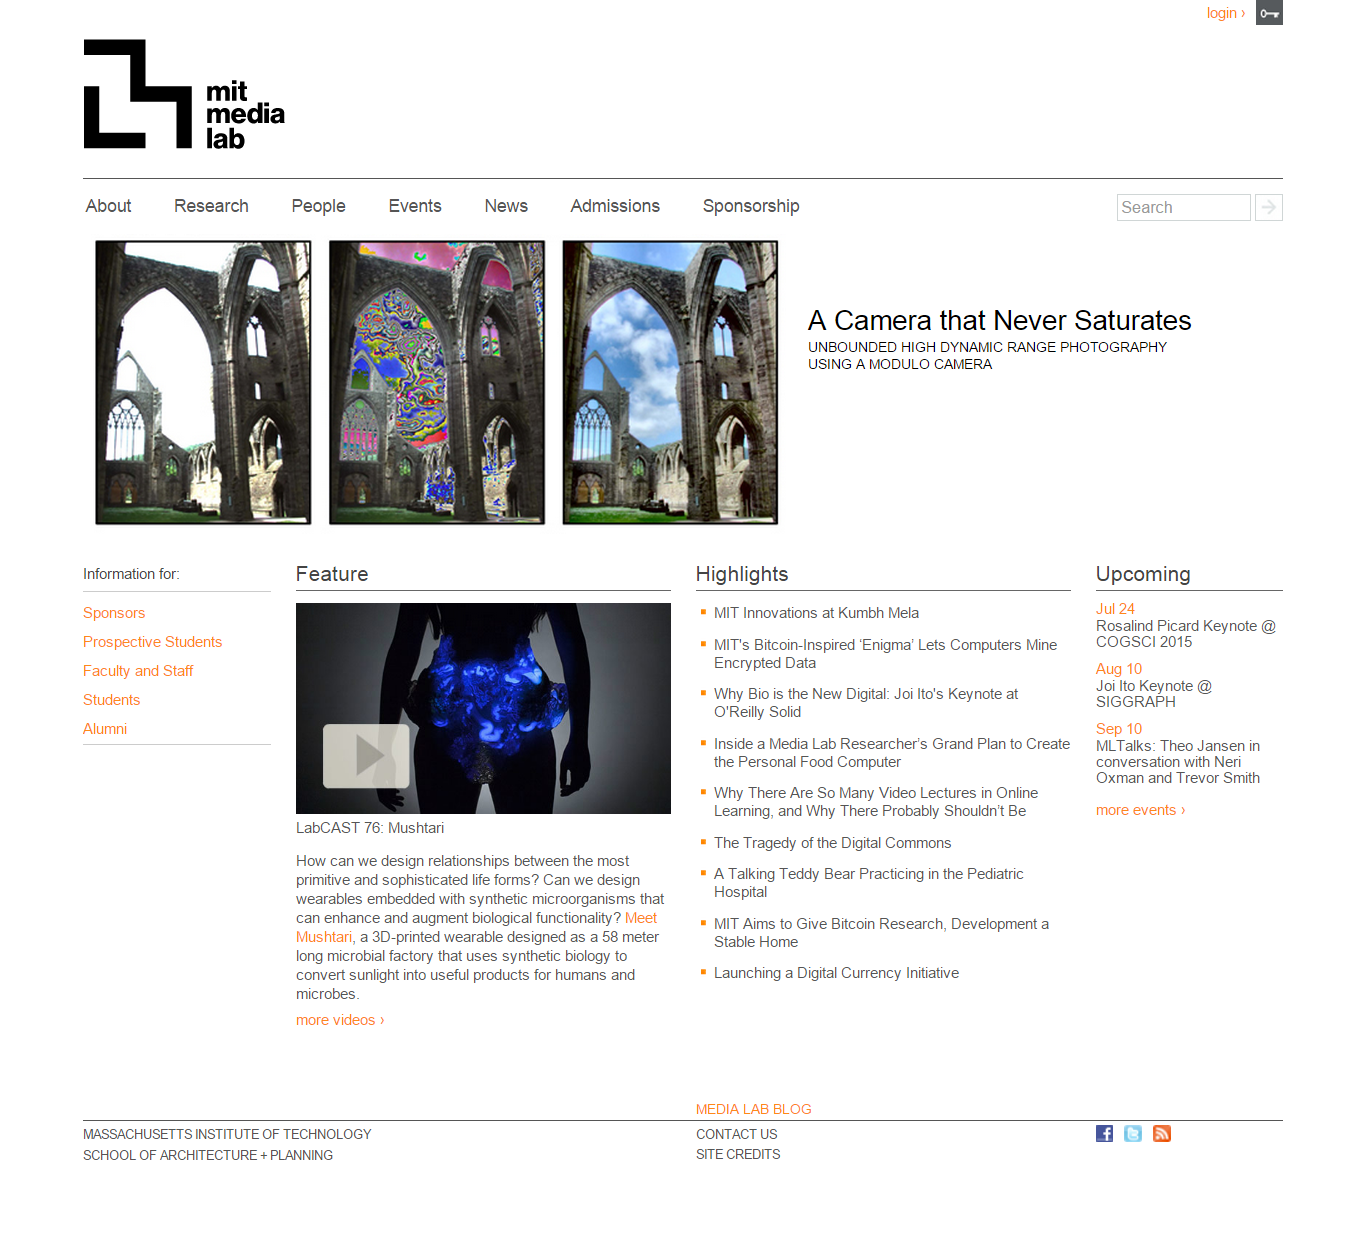 login ›
mit
media
lab
About Research People Events News Admissions Sponsorship
Search
A Camera that Never Saturates
UNBOUNDED HIGH DYNAMIC RANGE PHOTOGRAPHY
USING A MODULO CAMERA
Information for:
Sponsors
Prospective Students
Faculty and Staff
Students
Alumni
Feature
LabCAST 76: Mushtari
How can we design relationships between the most
primitive and sophisticated life forms? Can we design
wearables embedded with synthetic microorganisms that
can enhance and augment biological functionality? Meet
Mushtari, a 3D-printed wearable designed as a 58 meter
long microbial factory that uses synthetic biology to
convert sunlight into useful products for humans and
microbes.
more videos ›
Highlights
MIT Innovations at Kumbh Mela
MIT's Bitcoin-Inspired ‘Enigma’ Lets Computers Mine
Encrypted Data
Why Bio is the New Digital: Joi Ito's Keynote at
O'Reilly Solid
Inside a Media Lab Researcher’s Grand Plan to Create
the Personal Food Computer
Why There Are So Many Video Lectures in Online
Learning, and Why There Probably Shouldn’t Be
The Tragedy of the Digital Commons
A Talking Teddy Bear Practicing in the Pediatric
Hospital
MIT Aims to Give Bitcoin Research, Development a
Stable Home
Launching a Digital Currency Initiative
Upcoming
Jul 24
Rosalind Picard Keynote @
COGSCI 2015
Aug 10
Joi Ito Keynote @
SIGGRAPH
Sep 10
MLTalks: Theo Jansen in
conversation with Neri
Oxman and Trevor Smith
more events ›
MEDIA LAB BLOG
MASSACHUSETTS INSTITUTE OF TECHNOLOGY
SCHOOL OF ARCHITECTURE + PLANNING
CONTACT US
SITE CREDITS